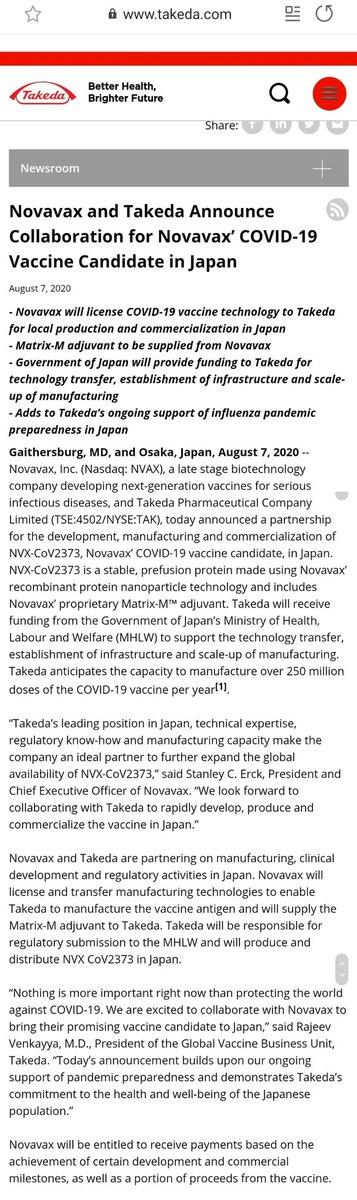 www.takeda.com
Takeda
Better Health,
Brighter Future
Share:
Newsroom
Novavax and Takeda Announce
Collaboration for Novavax’ COVID-19
Vaccine Candidate in Japan
August 7, 2020
- Novavax will license COVID-19 vaccine technology to Takeda
for local production and commercialization in Japan
- Matrix-M adjuvant to be supplied from Novavax
- Government of Japan will provide funding to Takeda for
technology transfer, establishment of infrastructure and scale-
up of manufacturing
- Adds to Takeda’s ongoing support of influenza pandemic
preparedness in Japan
Gaithersburg, MD, and Osaka, Japan, August 7, 2020 --
Novavax, Inc. (Nasdaq: NVAX), a late stage biotechnology
company developing next-generation vaccines for serious
infectious diseases, and Takeda Pharmaceutical Company
Limited (TSE:4502/NYSE:TAK), today announced a partnership
for the development, manufacturing and commercialization of
NVX-CoV2373, Novavax’ COVID-19 vaccine candidate, in Japan.
NVX-CoV2373 is a stable, prefusion protein made using Novavax’
recombinant protein nanoparticle technology and includes
Novavax’ proprietary Matrix-M™ adjuvant. Takeda will receive
funding from the Government of Japan’s Ministry of Health,
Labour and Welfare (MHLW) to support the technology transfer,
establishment of infrastructure and scale-up of manufacturing.
Takeda anticipates the capacity to manufacture over 250 million
doses of the COVID-19 vaccine per year[1].
“Takeda’s leading position in Japan, technical expertise,
regulatory know-how and manufacturing capacity make the
company an ideal partner to further expand the global
availability of NVX-CoV2373,” said Stanley C. Erck, President and
Chief Executive Officer of Novavax. “We look forward to
collaborating with Takeda to rapidly develop, produce and
commercialize the vaccine in Japan.”
Novavax and Takeda are partnering on manufacturing, clinical
development and regulatory activities in Japan. Novavax will
license and transfer manufacturing technologies to enable
Takeda to manufacture the vaccine antigen and will supply the
Matrix-M adjuvant to Takeda. Takeda will be responsible for
regulatory submission to the MHLW and will produce and
distribute NVX CoV2373 in Japan.
“Nothing is more important right now than protecting the world
against COVID-19. We are excited to collaborate with Novavax to
bring their promising vaccine candidate to Japan,” said Rajeev
Venkayya, M.D., President of the Global Vaccine Business Unit,
Takeda. “Today’s announcement builds upon our ongoing
support of pandemic preparedness and demonstrates Takeda’s
commitment to the health and well-being of the Japanese
population.”
Novavax will be entitled to receive payments based on the
achievement of certain development and commercial
milestones, as well as a portion of proceeds from the vaccine.